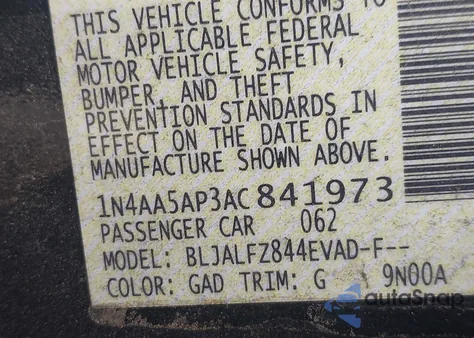 THIS VEHICLE CONFORMS TO
ALL APPLICABLE FEDERAL
MOTOR VEHICLE SAFETY,
BUMPER, AND THEFT
PREVENTION STANDARDS IN
EFFECT ON THE DATE OF
MANUFACTURE SHOWN ABOVE.
1N4AA5AP3AC841973
PASSENGER CAR 062
MODEL: BLJALFZ844EVAD-F--
COLOR: GAD TRIM: G 9N00A
autoSnap